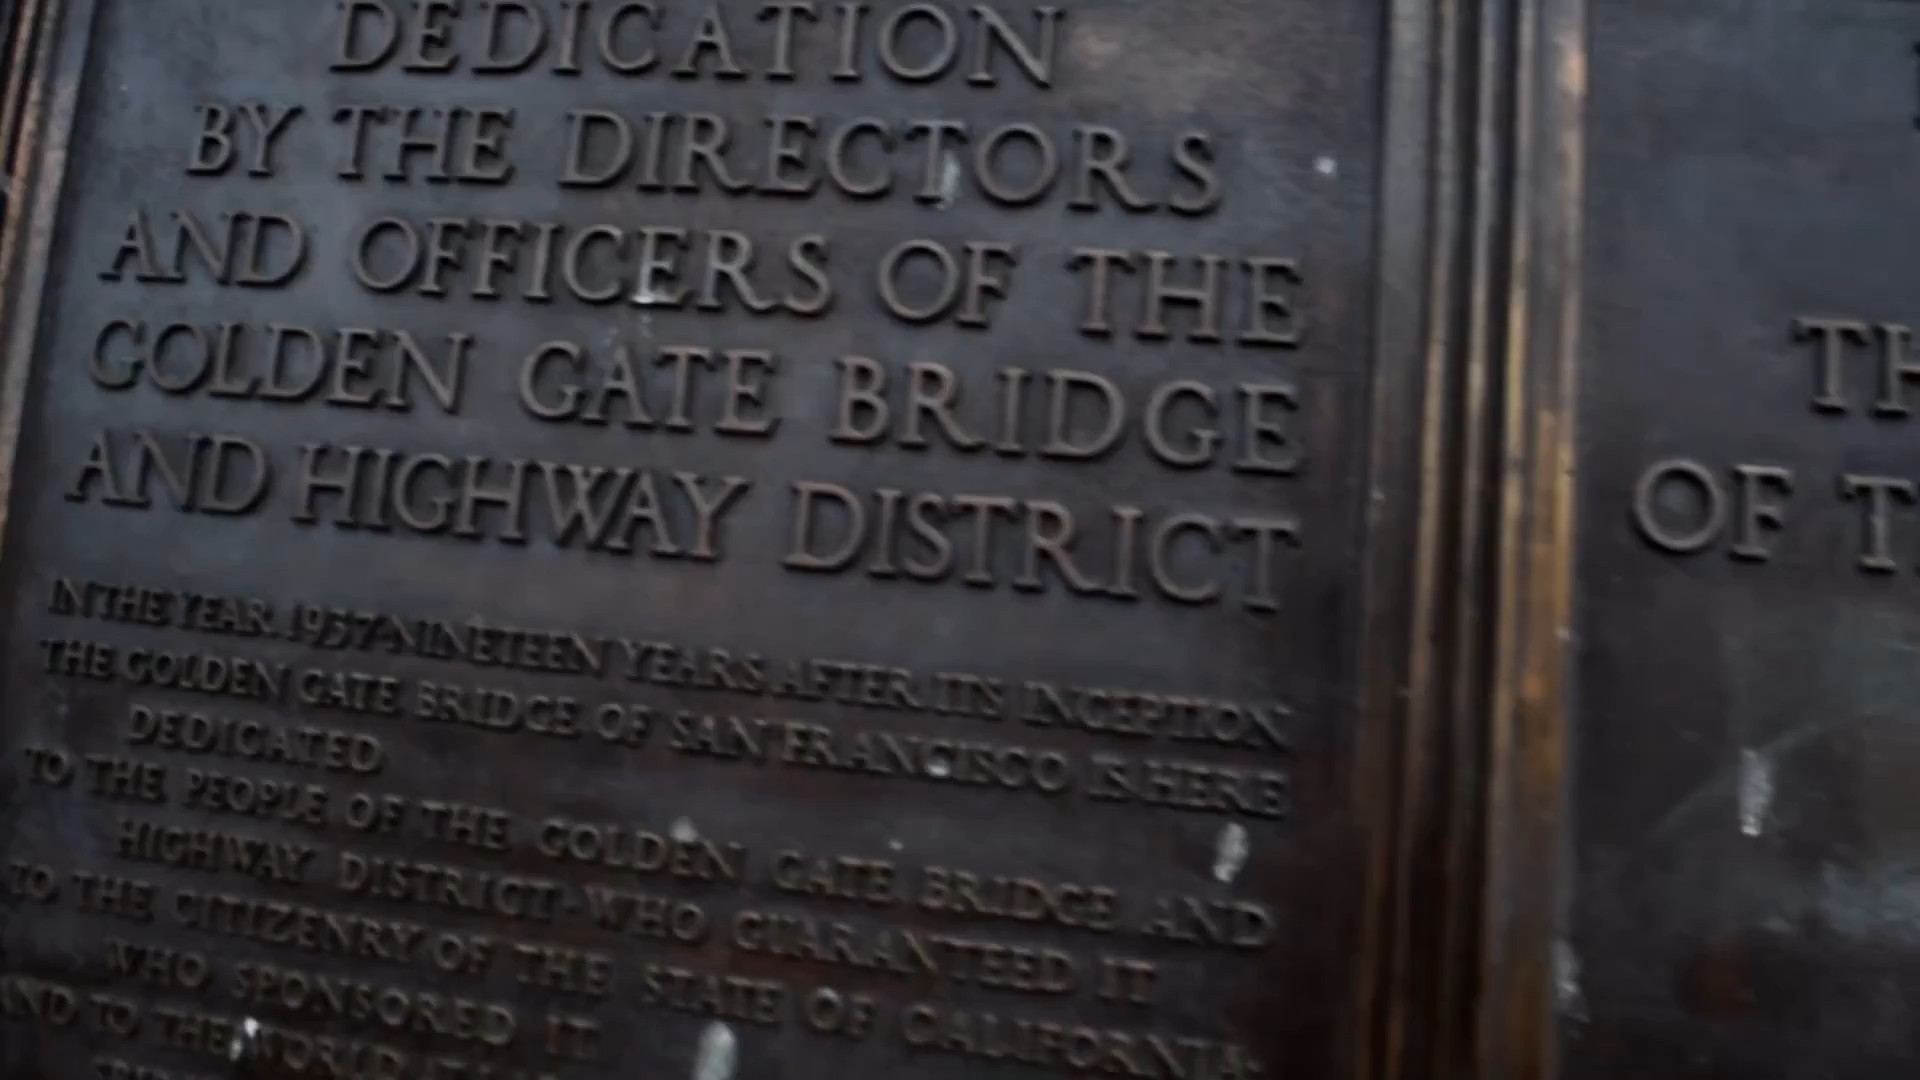 DEDICATION
BY THE DIRECTORS
AND OFFICERS OF THE
GOLDEN GATE BRIDGE
AND HIGHWAY DISTRICT
IN THE YEAR 1937·NINETEEN YEARS AFTER ITS INCEPTION
THE GOLDEN GATE BRIDGE OF SAN FRANCISCO IS HERE
DEDICATED
TO THE PEOPLE OF THE GOLDEN GATE BRIDGE AND
HIGHWAY DISTRICT·WHO GUARANTEED IT
TO THE CITIZENRY OF THE STATE OF CALIFORNIA·
WHO SPONSORED IT
AND TO THE WORLD
TH
OF T